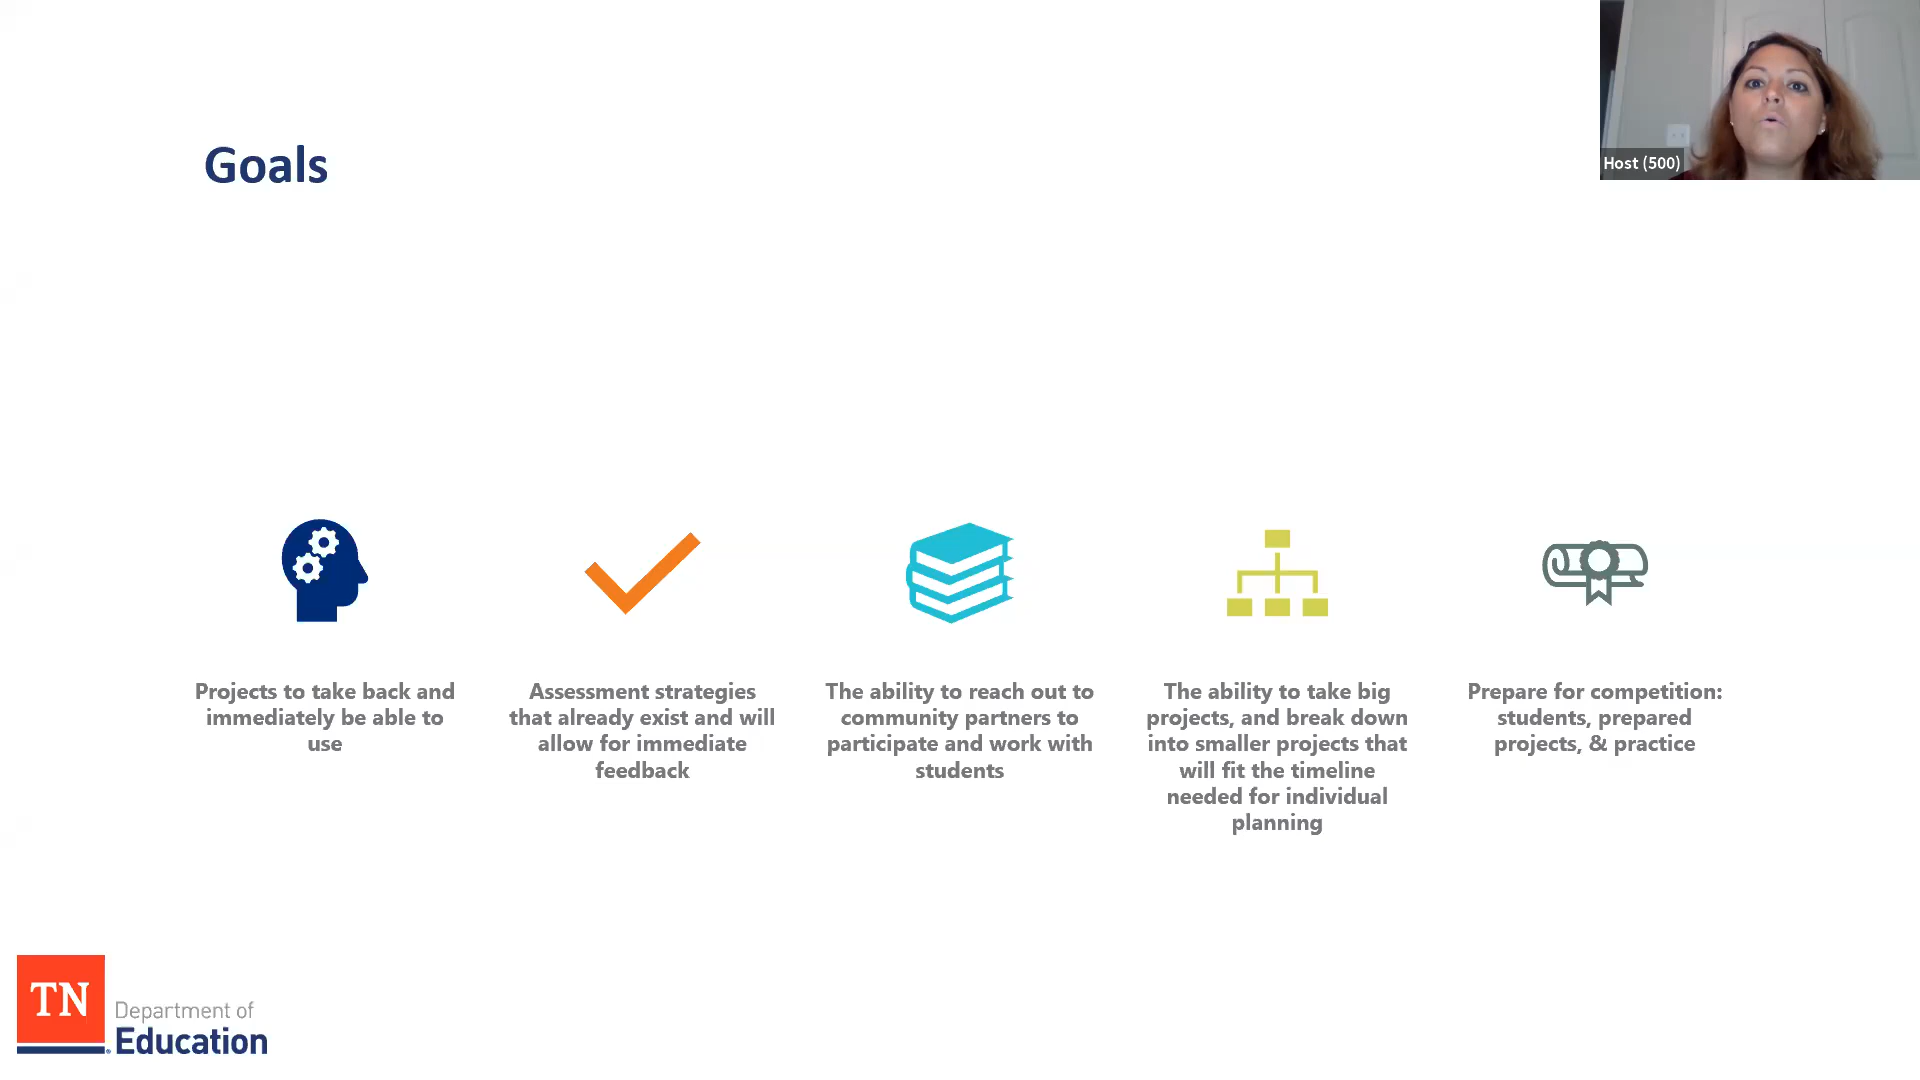 Host (500)
Goals
Projects to take back and
immediately be able to
use
Assessment strategies
that already exist and will
allow for immediate
feedback
The ability to reach out to
community partners to
participate and work with
students
The ability to take big
projects, and break down
into smaller projects that
will fit the timeline
needed for individual
planning
Prepare for competition:
students, prepared
projects, & practice
TN
Department of
Education